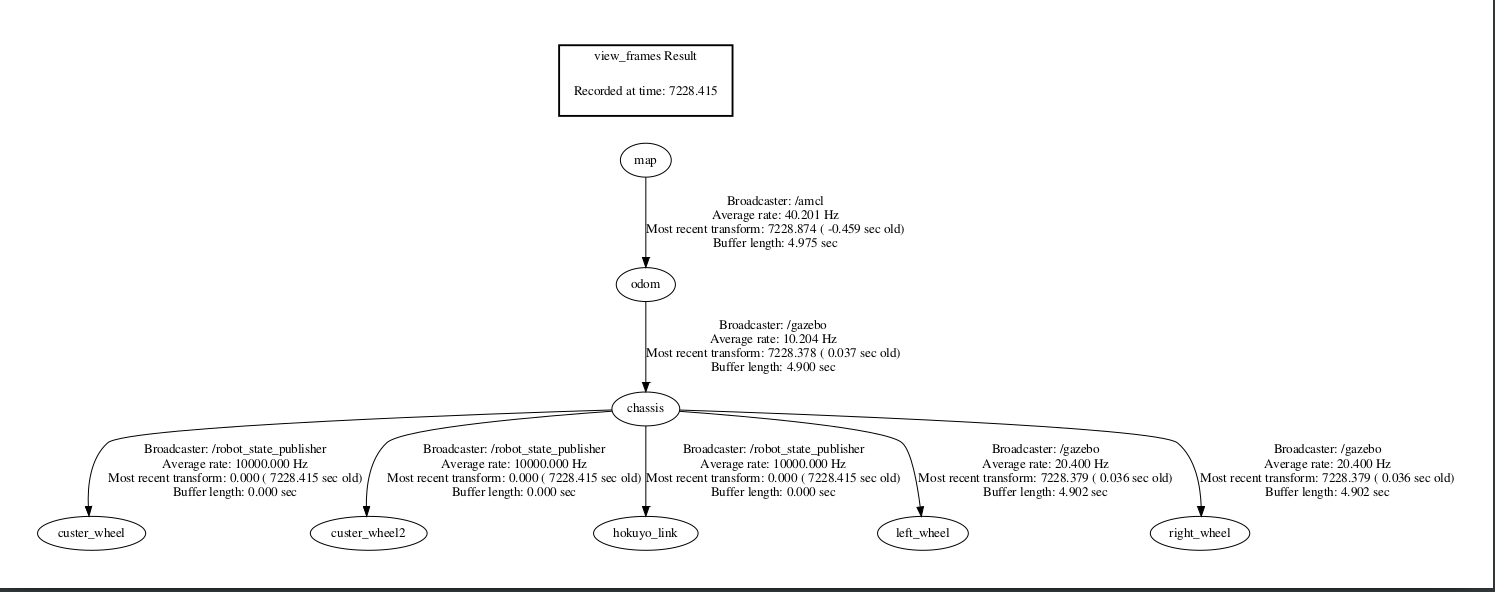 view_frames Result
Recorded at time: 7228.415
map
Broadcaster: /amcl
Average rate: 40.201 Hz
Most recent transform: 7228.874 ( -0.459 sec old)
Buffer length: 4.975 sec
odom
Broadcaster: /gazebo
Average rate: 10.204 Hz
Most recent transform: 7228.378 ( 0.037 sec old)
Buffer length: 4.900 sec
chassis
Broadcaster: /robot_state_publisher
Average rate: 10000.000 Hz
Most recent transform: 0.000 ( 7228.415 sec old)
Buffer length: 0.000 sec
Broadcaster: /robot_state_publisher
Average rate: 10000.000 Hz
Most recent transform: 0.000 ( 7228.415 sec old)
Buffer length: 0.000 sec
Broadcaster: /robot_state_publisher
Average rate: 10000.000 Hz
Most recent transform: 0.000 ( 7228.415 sec old)
Buffer length: 0.000 sec
Broadcaster: /gazebo
Average rate: 20.400 Hz
Most recent transform: 7228.379 ( 0.036 sec old)
Buffer length: 4.902 sec
Broadcaster: /gazebo
Average rate: 20.400 Hz
Most recent transform: 7228.379 ( 0.036 sec old)
Buffer length: 4.902 sec
custer_wheel
custer_wheel2
hokuyo_link
left_wheel
right_wheel